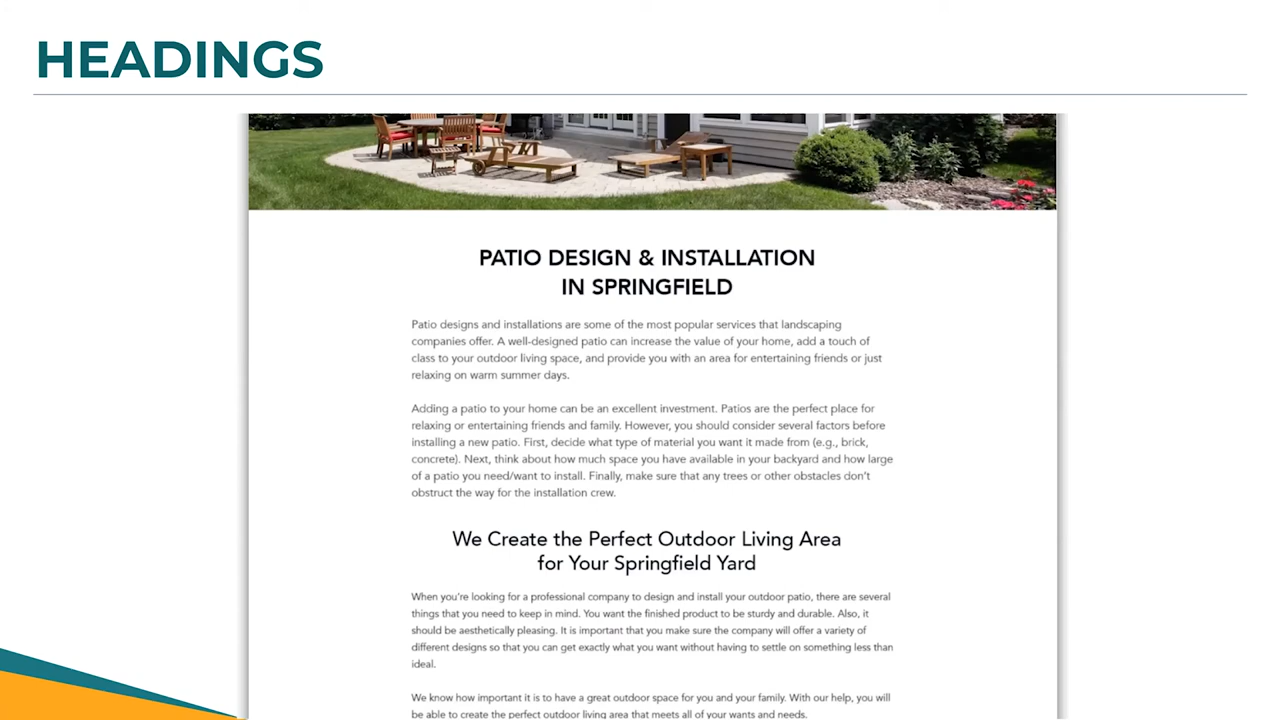 HEADINGS
PATIO DESIGN & INSTALLATION
IN SPRINGFIELD
Patio designs and installations are some of the most popular services that landscaping
companies offer. A well-designed patio can increase the value of your home, add a touch of
class to your outdoor living space, and provide you with an area for entertaining friends or just
relaxing on warm summer days.
Adding a patio to your home can be an excellent investment. Patios are the perfect place for
relaxing or entertaining friends and family. However, you should consider several factors before
installing a new patio. First, decide what type of material you want it made from (e.g., brick,
concrete). Next, think about how much space you have available in your backyard and how large
of a patio you need/want to install. Finally, make sure that any trees or other obstacles don't
obstruct the way for the installation crew.
We Create the Perfect Outdoor Living Area
for Your Springfield Yard
When you're looking for a professional company to design and install your outdoor patio, there are several
things that you need to keep in mind. You want the finished product to be sturdy and durable. Also, it
should be aesthetically pleasing. It is important that you make sure the company will offer a variety of
different designs so that you can get exactly what you want without having to settle on something less than
ideal.
We know how important it is to have a great outdoor space for you and your family. With our help, you will
be able to create the perfect outdoor living area that meets all of your wants and needs.